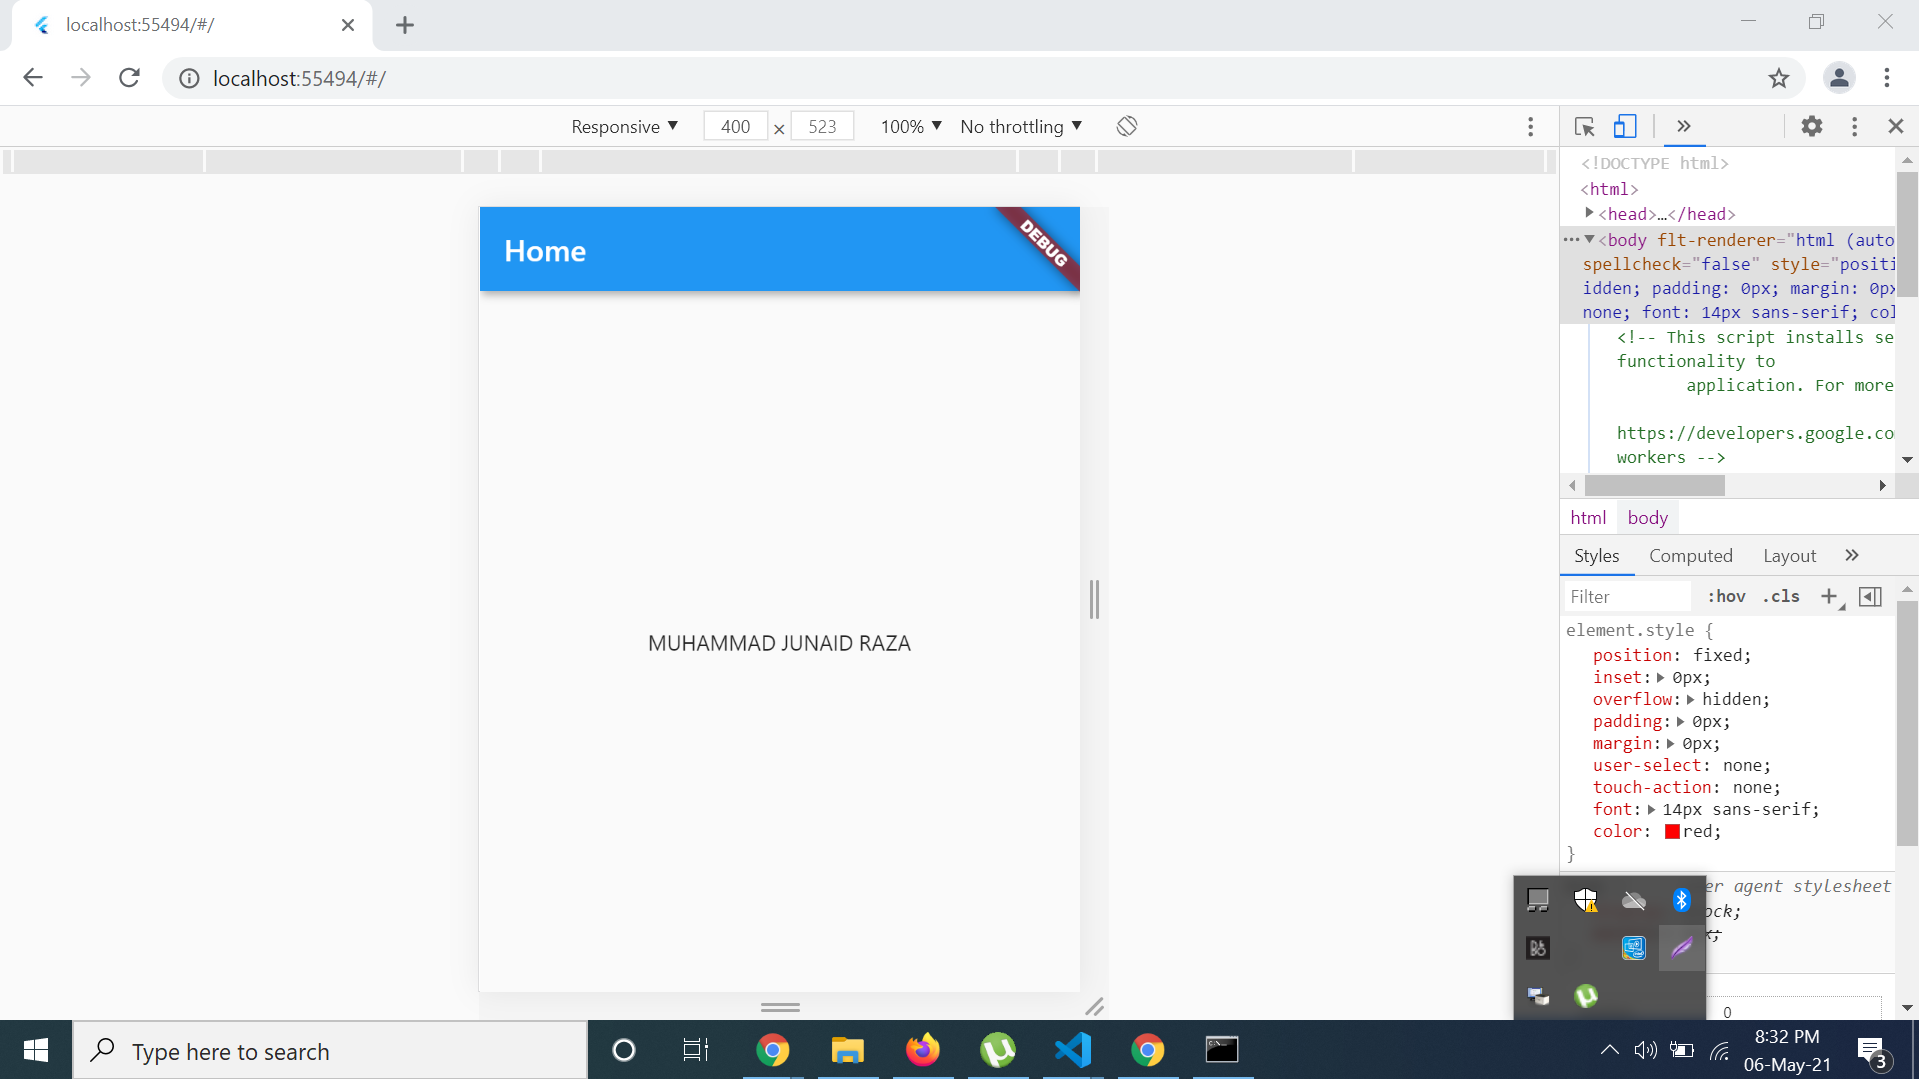 localhost:55494/#/
localhost:55494/#/
Responsive 400 × 523 100% No throttling
Home
DEBUG
MUHAMMAD JUNAID RAZA
<!DOCTYPE html>
<html>
<head>…</head>
<body flt-renderer="html (auto
spellcheck="false" style="positi
idden; padding: 0px; margin: 0px
none; font: 14px sans-serif; col
<!-- This script installs se
functionality to
application. For more
https://developers.google.co
workers -->
html body
Styles Computed Layout
Filter :hov .cls
element.style {
position: fixed;
inset: 0px;
overflow: hidden;
padding: 0px;
margin: 0px;
user-select: none;
touch-action: none;
font: 14px sans-serif;
color: red;
}
er agent stylesheet
ock;
0
Type here to search
8:32 PM
06-May-21
3